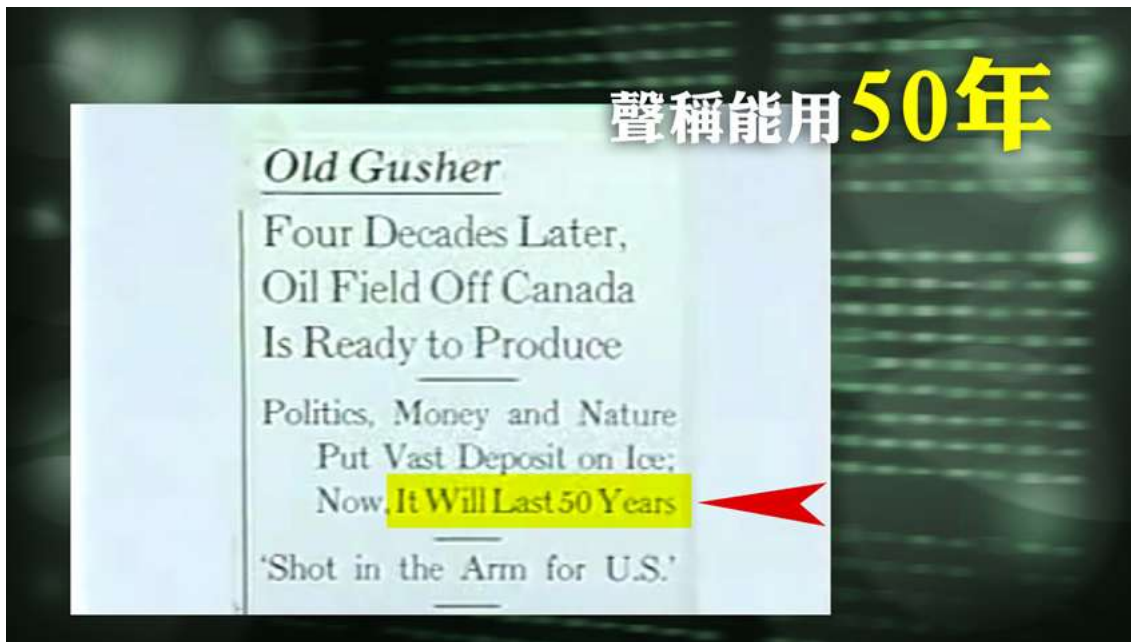 聲稱能用50年
Old Gusher
Four Decades Later,
Oil Field Off Canada
Is Ready to Produce
Politics, Money and Nature
Put Vast Deposit on Ice;
Now, It Will Last 50 Years
'Shot in the Arm for U.S.'